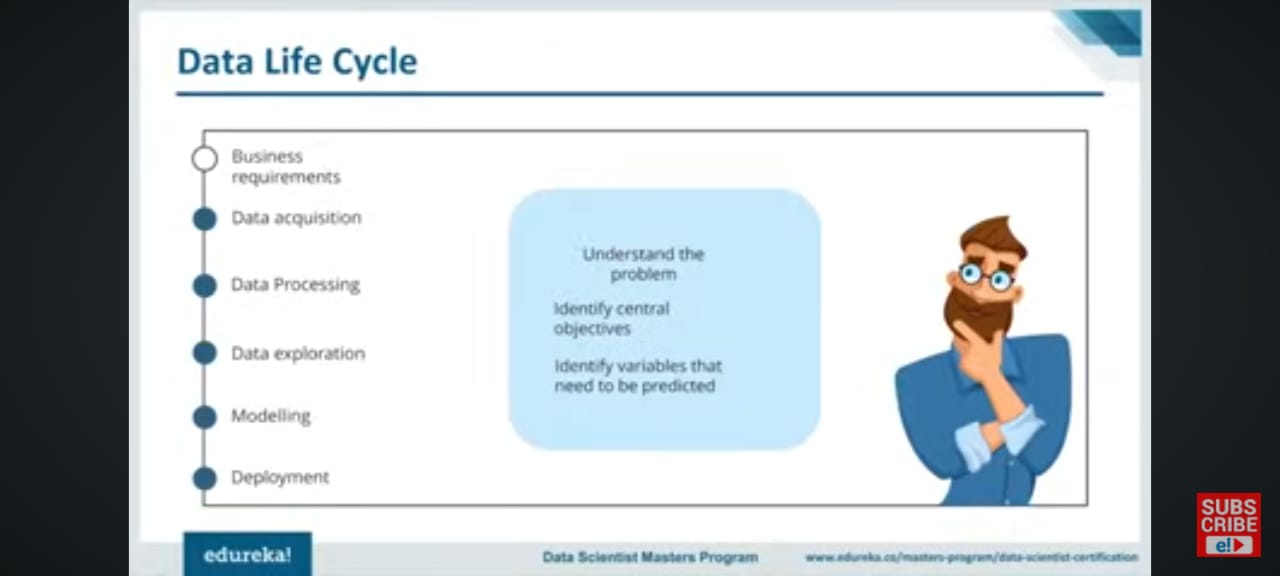 Data Life Cycle
Business
requirements
Data acquisition
Data Processing
Data exploration
Modelling
Deployment
Understand the
problem
Identify central
objectives
Identify variables that
need to be predicted
edureka!
Data Scientist Masters Program
www.edureka.co/masters-program/data-scientist-certification
SUBS
CRIBE
e!